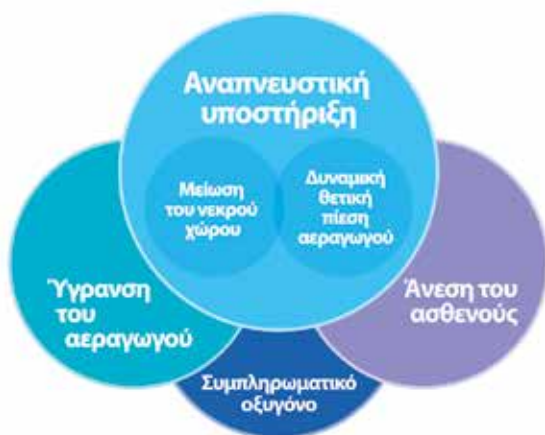 Αναπνευστική
υποστήριξη
Μείωση
του νεκρού
χώρου
Δυναμική
θετική
πίεση
αεραγωγού
Ύγρανση
του
αεραγωγού
Άνεση του
ασθενούς
Συμπληρωματικό
οξυγόνο